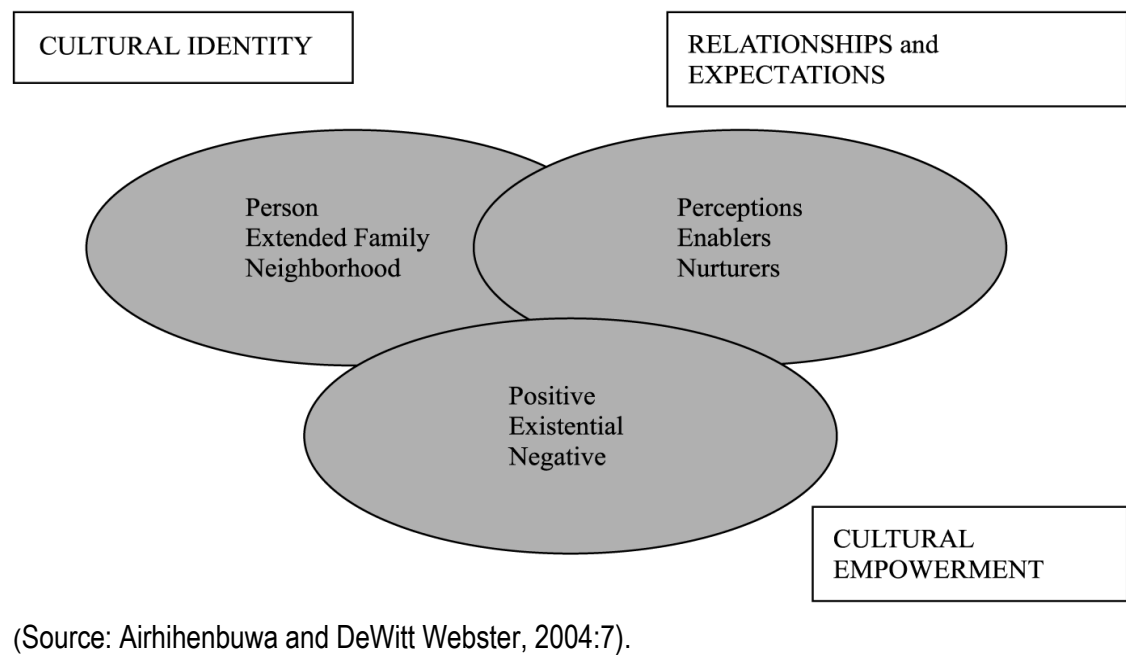 CULTURAL IDENTITY
RELATIONSHIPS and
EXPECTATIONS
Person
Extended Family
Neighborhood
Perceptions
Enablers
Nurturers
Positive
Existential
Negative
CULTURAL
EMPOWERMENT
(Source: Airhihenbuwa and DeWitt Webster, 2004:7).